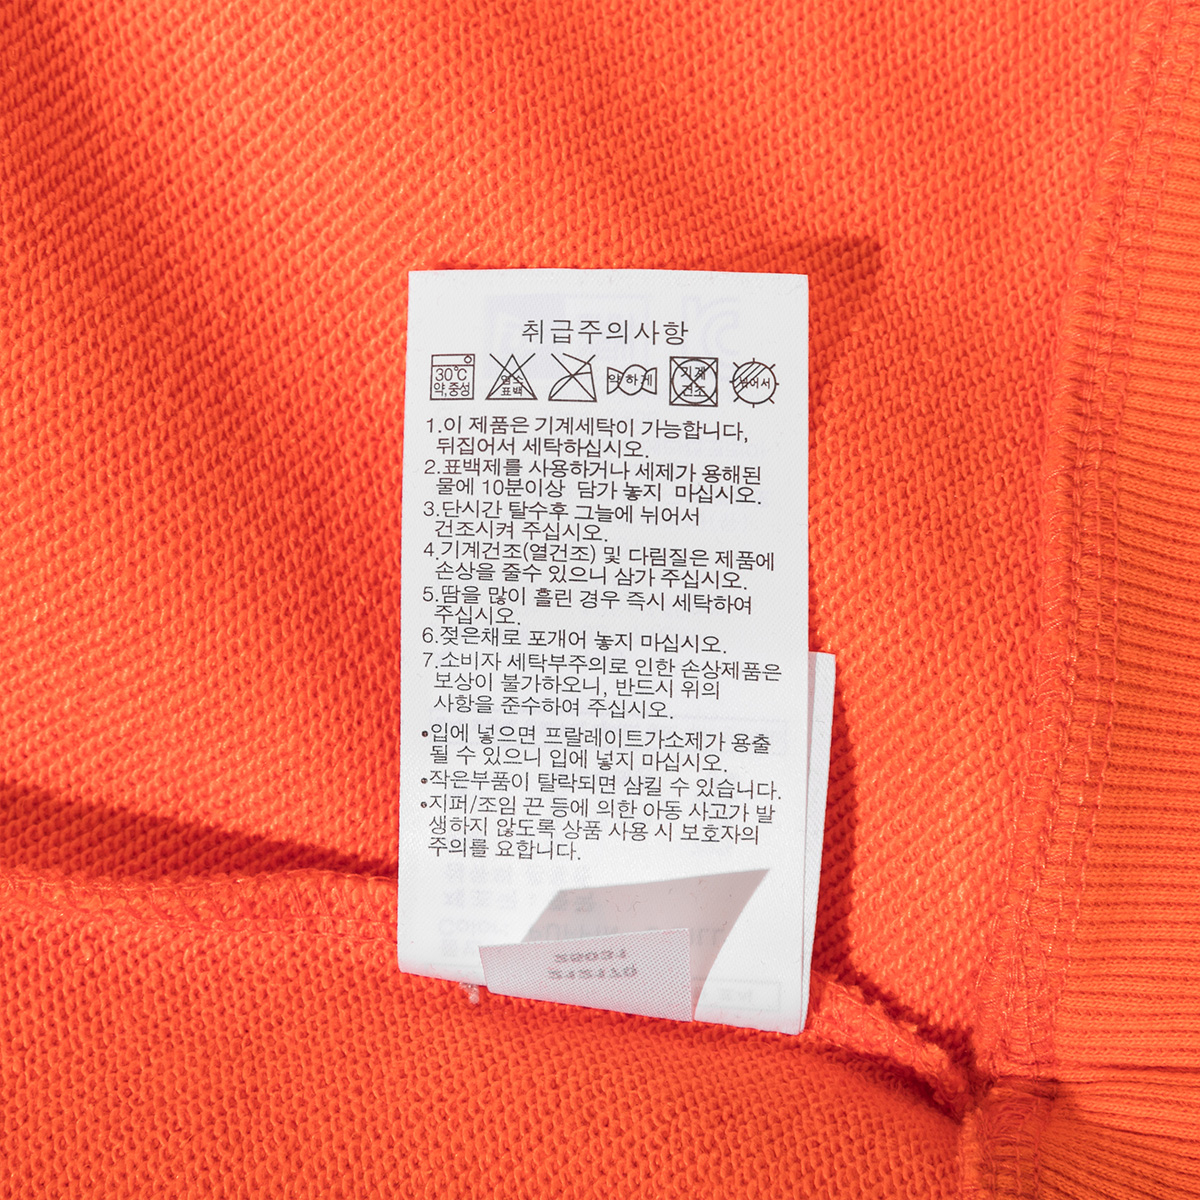 취급주의사항
30℃
약,중성
염소
표백
약하게
기계
건조
뉘어서
1.이 제품은 기계세탁이 가능합니다,
뒤집어서 세탁하십시오.
2.표백제를 사용하거나 세제가 용해된
물에 10분이상 담가 놓지 마십시오.
3.단시간 탈수후 그늘에 뉘어서
건조시켜 주십시오.
4.기계건조(열건조) 및 다림질은 제품에
손상을 줄수 있으니 삼가 주십시오.
5.땀을 많이 흘린 경우 즉시 세탁하여
주십시오.
6.젖은채로 포개어 놓지 마십시오.
7.소비자 세탁부주의로 인한 손상제품은
보상이 불가하오니, 반드시 위의
사항을 준수하여 주십시오.
•입에 넣으면 프탈레이트가소제가 용출
될 수 있으니 입에 넣지 마십시오.
•작은부품이 탈락되면 삼킬 수 있습니다.
•지퍼/조임 끈 등에 의한 아동 사고가 발
생하지 않도록 상품 사용 시 보호자의
주의를 요합니다.